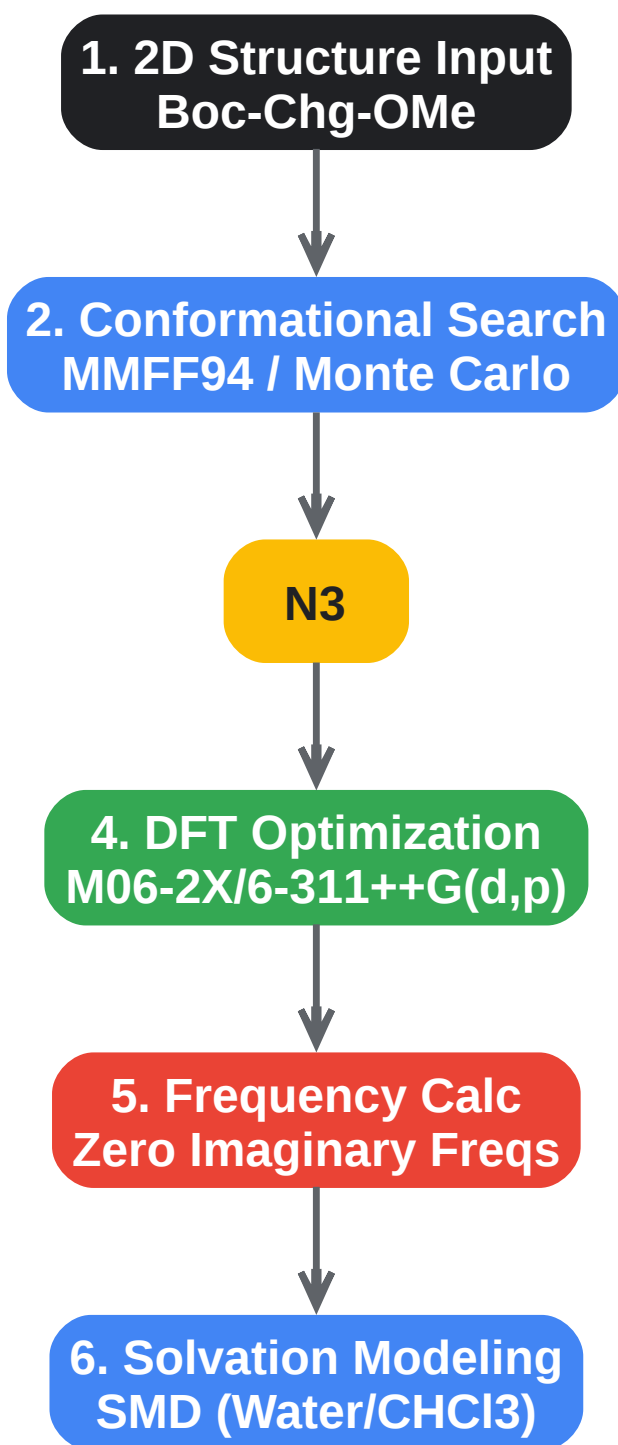 1. 2D Structure Input
Boc-Chg-OMe
2. Conformational Search
MMFF94 / Monte Carlo
N3
4. DFT Optimization
M06-2X/6-311++G(d,p)
5. Frequency Calc
Zero Imaginary Freqs
6. Solvation Modeling
SMD (Water/CHCl3)